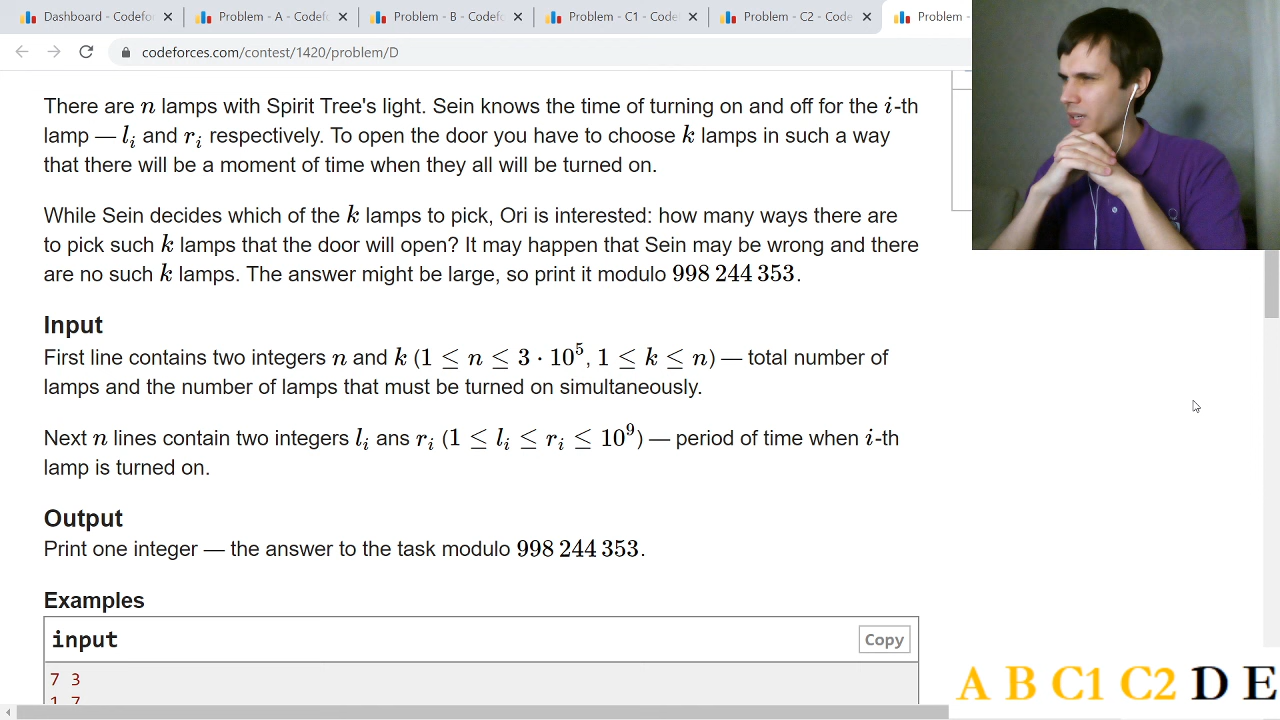 Dashboard - Codefor
Problem - A - Codef
Problem - B - Codef
Problem - C1 - Code
Problem - C2 - Code
Problem -
codeforces.com/contest/1420/problem/D
There are n lamps with Spirit Tree's light. Sein knows the time of turning on and off for the i-th
lamp — l_i and r_i respectively. To open the door you have to choose k lamps in such a way
that there will be a moment of time when they all will be turned on.
While Sein decides which of the k lamps to pick, Ori is interested: how many ways there are
to pick such k lamps that the door will open? It may happen that Sein may be wrong and there
are no such k lamps. The answer might be large, so print it modulo 998 244 353.
Input
First line contains two integers n and k (1 ≤ n ≤ 3 · 10^5, 1 ≤ k ≤ n) — total number of
lamps and the number of lamps that must be turned on simultaneously.
Next n lines contain two integers l_i ans r_i (1 ≤ l_i ≤ r_i ≤ 10^9) — period of time when i-th
lamp is turned on.
Output
Print one integer — the answer to the task modulo 998 244 353.
Examples
input
Copy
7 3
1 7
A B C1 C2 D E